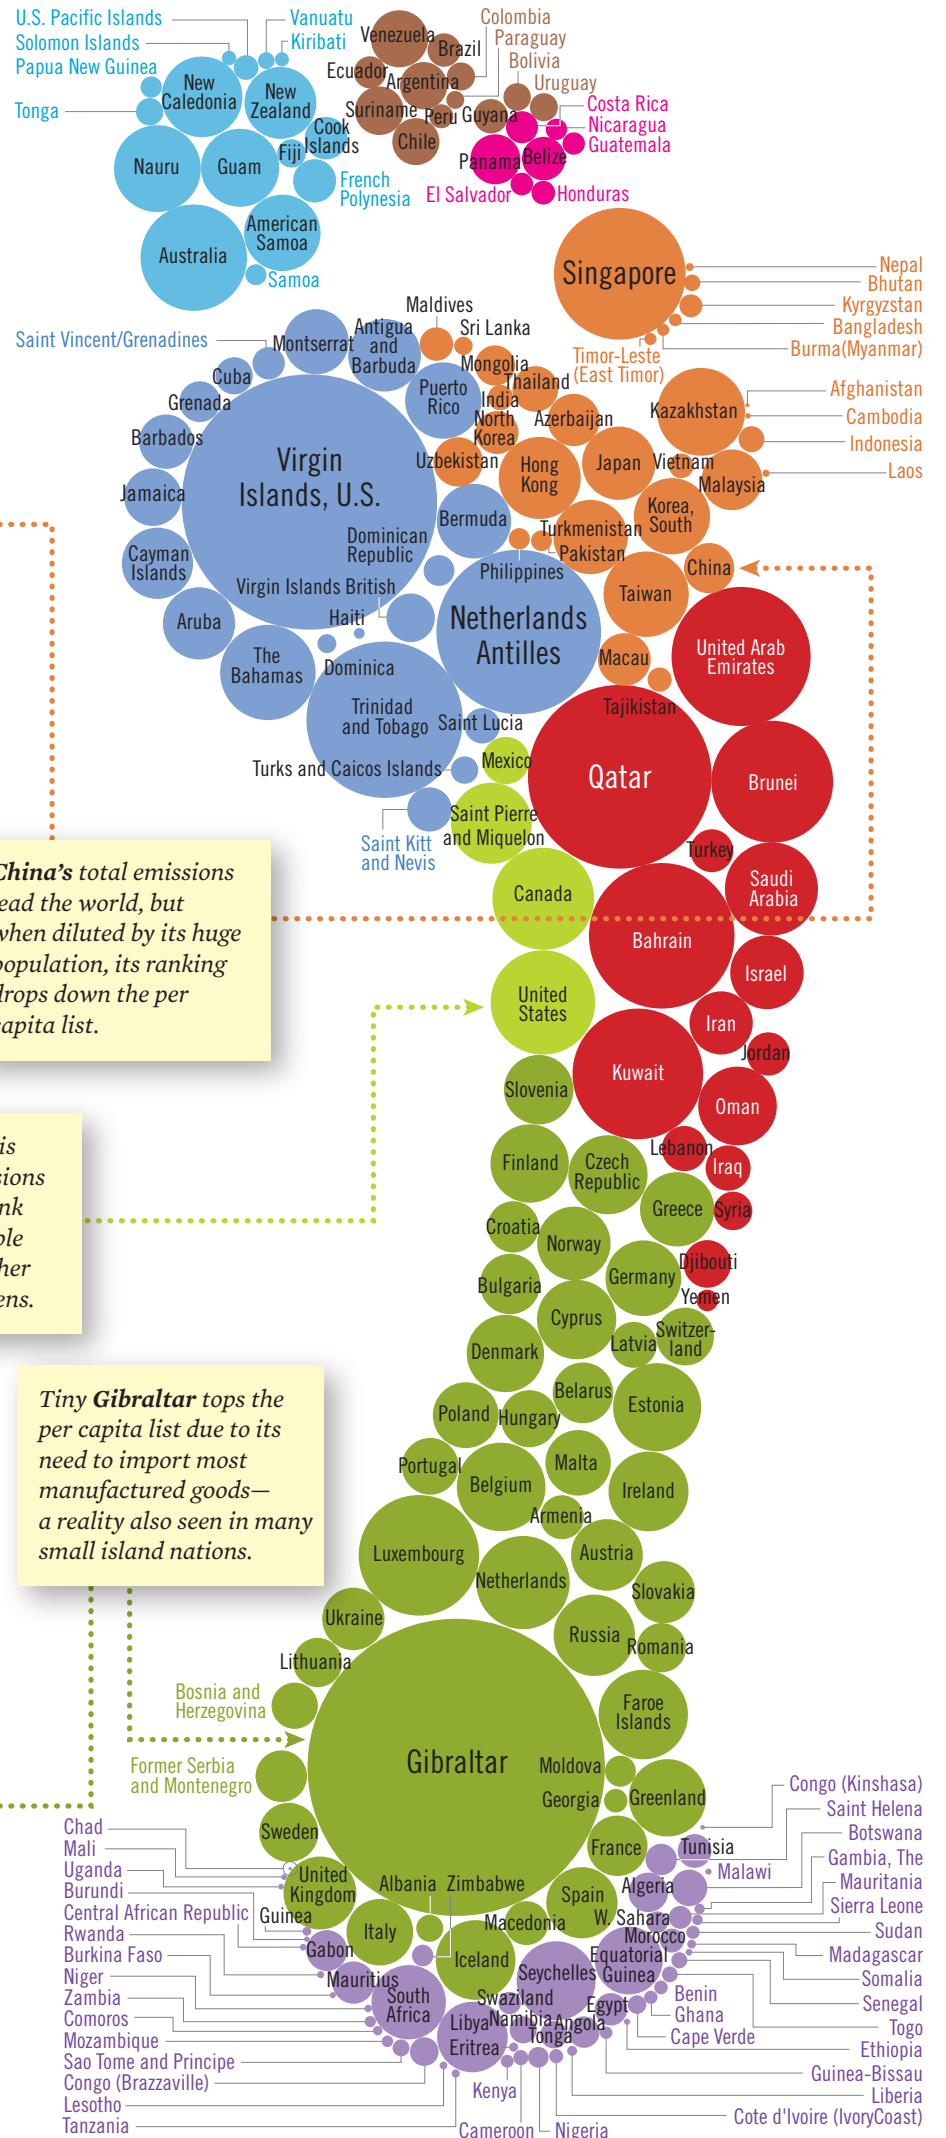 U.S. Pacific Islands
Vanuatu
Solomon Islands
Kiribati
Papua New Guinea
New
Caledonia
New
Zealand
Tonga
Cook
Islands
Fiji
Nauru
Guam
French
Polynesia
American
Samoa
Australia
Samoa
Venezuela
Colombia
Brazil
Paraguay
Ecuador
Argentina
Bolivia
Uruguay
Suriname
Peru
Guyana
Chile
Costa Rica
Nicaragua
Guatemala
Panama
Belize
El Salvador
Honduras
Singapore
Nepal
Bhutan
Kyrgyzstan
Bangladesh
Burma(Myanmar)
Timor-Leste
(East Timor)
Maldives
Sri Lanka
Saint Vincent/Grenadines
Montserrat
Antigua
and
Barbuda
Mongolia
Thailand
Cuba
Puerto
Rico
India
Grenada
North
Korea
Azerbaijan
Kazakhstan
Afghanistan
Cambodia
Indonesia
Laos
Barbados
Uzbekistan
Hong
Kong
Japan
Vietnam
Malaysia
Virgin
Islands, U.S.
Jamaica
Bermuda
Korea,
South
Dominican
Republic
Turkmenistan
Pakistan
Cayman
Islands
Philippines
China
Virgin Islands British
Taiwan
Haiti
Netherlands
Antilles
Aruba
The
Bahamas
Dominica
Macau
United Arab
Emirates
Tajikistan
Trinidad
and Tobago
Saint Lucia
Turks and Caicos Islands
Mexico
Qatar
Brunei
Saint Pierre
and Miquelon
Saint Kitt
and Nevis
Turkey
Saudi
Arabia
Canada
China's total emissions
lead the world, but
when diluted by its huge
population, its ranking
drops down the per
capita list.
Bahrain
Israel
United
States
Iran
Jordan
Kuwait
Slovenia
Oman
is
Lebanon
Finland
Czech
Republic
Iraq
Greece
Syria
Croatia
Norway
Djibouti
Germany
Bulgaria
Yemen
Cyprus
Latvia
Switzer-
land
Denmark
Belarus
Estonia
Poland
Hungary
Tiny Gibraltar tops the
per capita list due to its
need to import most
manufactured goods—
a reality also seen in many
small island nations.
Portugal
Malta
Belgium
Ireland
Armenia
Luxembourg
Austria
Netherlands
Slovakia
Ukraine
Russia
Romania
Lithuania
Bosnia and
Herzegovina
Faroe
Islands
Gibraltar
Moldova
Former Serbia
and Montenegro
Georgia
Greenland
Sweden
France
United
Kingdom
Albania
Zimbabwe
Spain
Italy
Macedonia
Iceland
Chad
Mali
Uganda
Burundi
Central African Republic
Rwanda
Burkina Faso
Niger
Zambia
Comoros
Mozambique
Sao Tome and Principe
Congo (Brazzaville)
Lesotho
Tanzania
Guinea
Gabon
Mauritius
South
Africa
Seychelles
Equatorial
Guinea
Swaziland
Libya
Namibia
Eritrea
Tonga
Angola
Egypt
Kenya
Cameroon
Nigeria
Tunisia
Malawi
Algeria
W. Sahara
Morocco
Congo (Kinshasa)
Saint Helena
Botswana
Gambia, The
Mauritania
Sierra Leone
Sudan
Madagascar
Somalia
Senegal
Togo
Benin
Ghana
Cape Verde
Ethiopia
Guinea-Bissau
Liberia
Cote d'Ivoire (IvoryCoast)